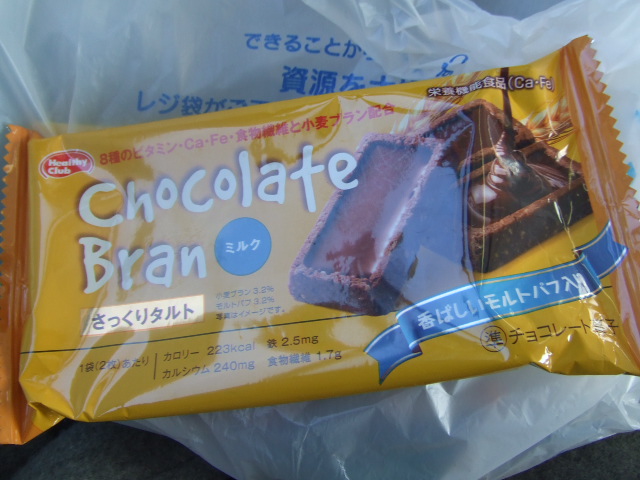 できることか
資源を大
レジ袋がご
栄養機能食品(Ca・Fe)
Healthy Club
8種のビタミン・Ca・Fe・食物繊維と小麦ブラン配合
Chocolate
Bran
ミルク
小麦ブラン3.2%
モルトパフ3.2%
写真はイメージです。
さっくりタルト
香ばしいモルトパフ入り
準チョコレート菓子
1袋(2枚)あたり
カロリー 223kcal 鉄 2.5mg
カルシウム 240mg 食物繊維 1.7g